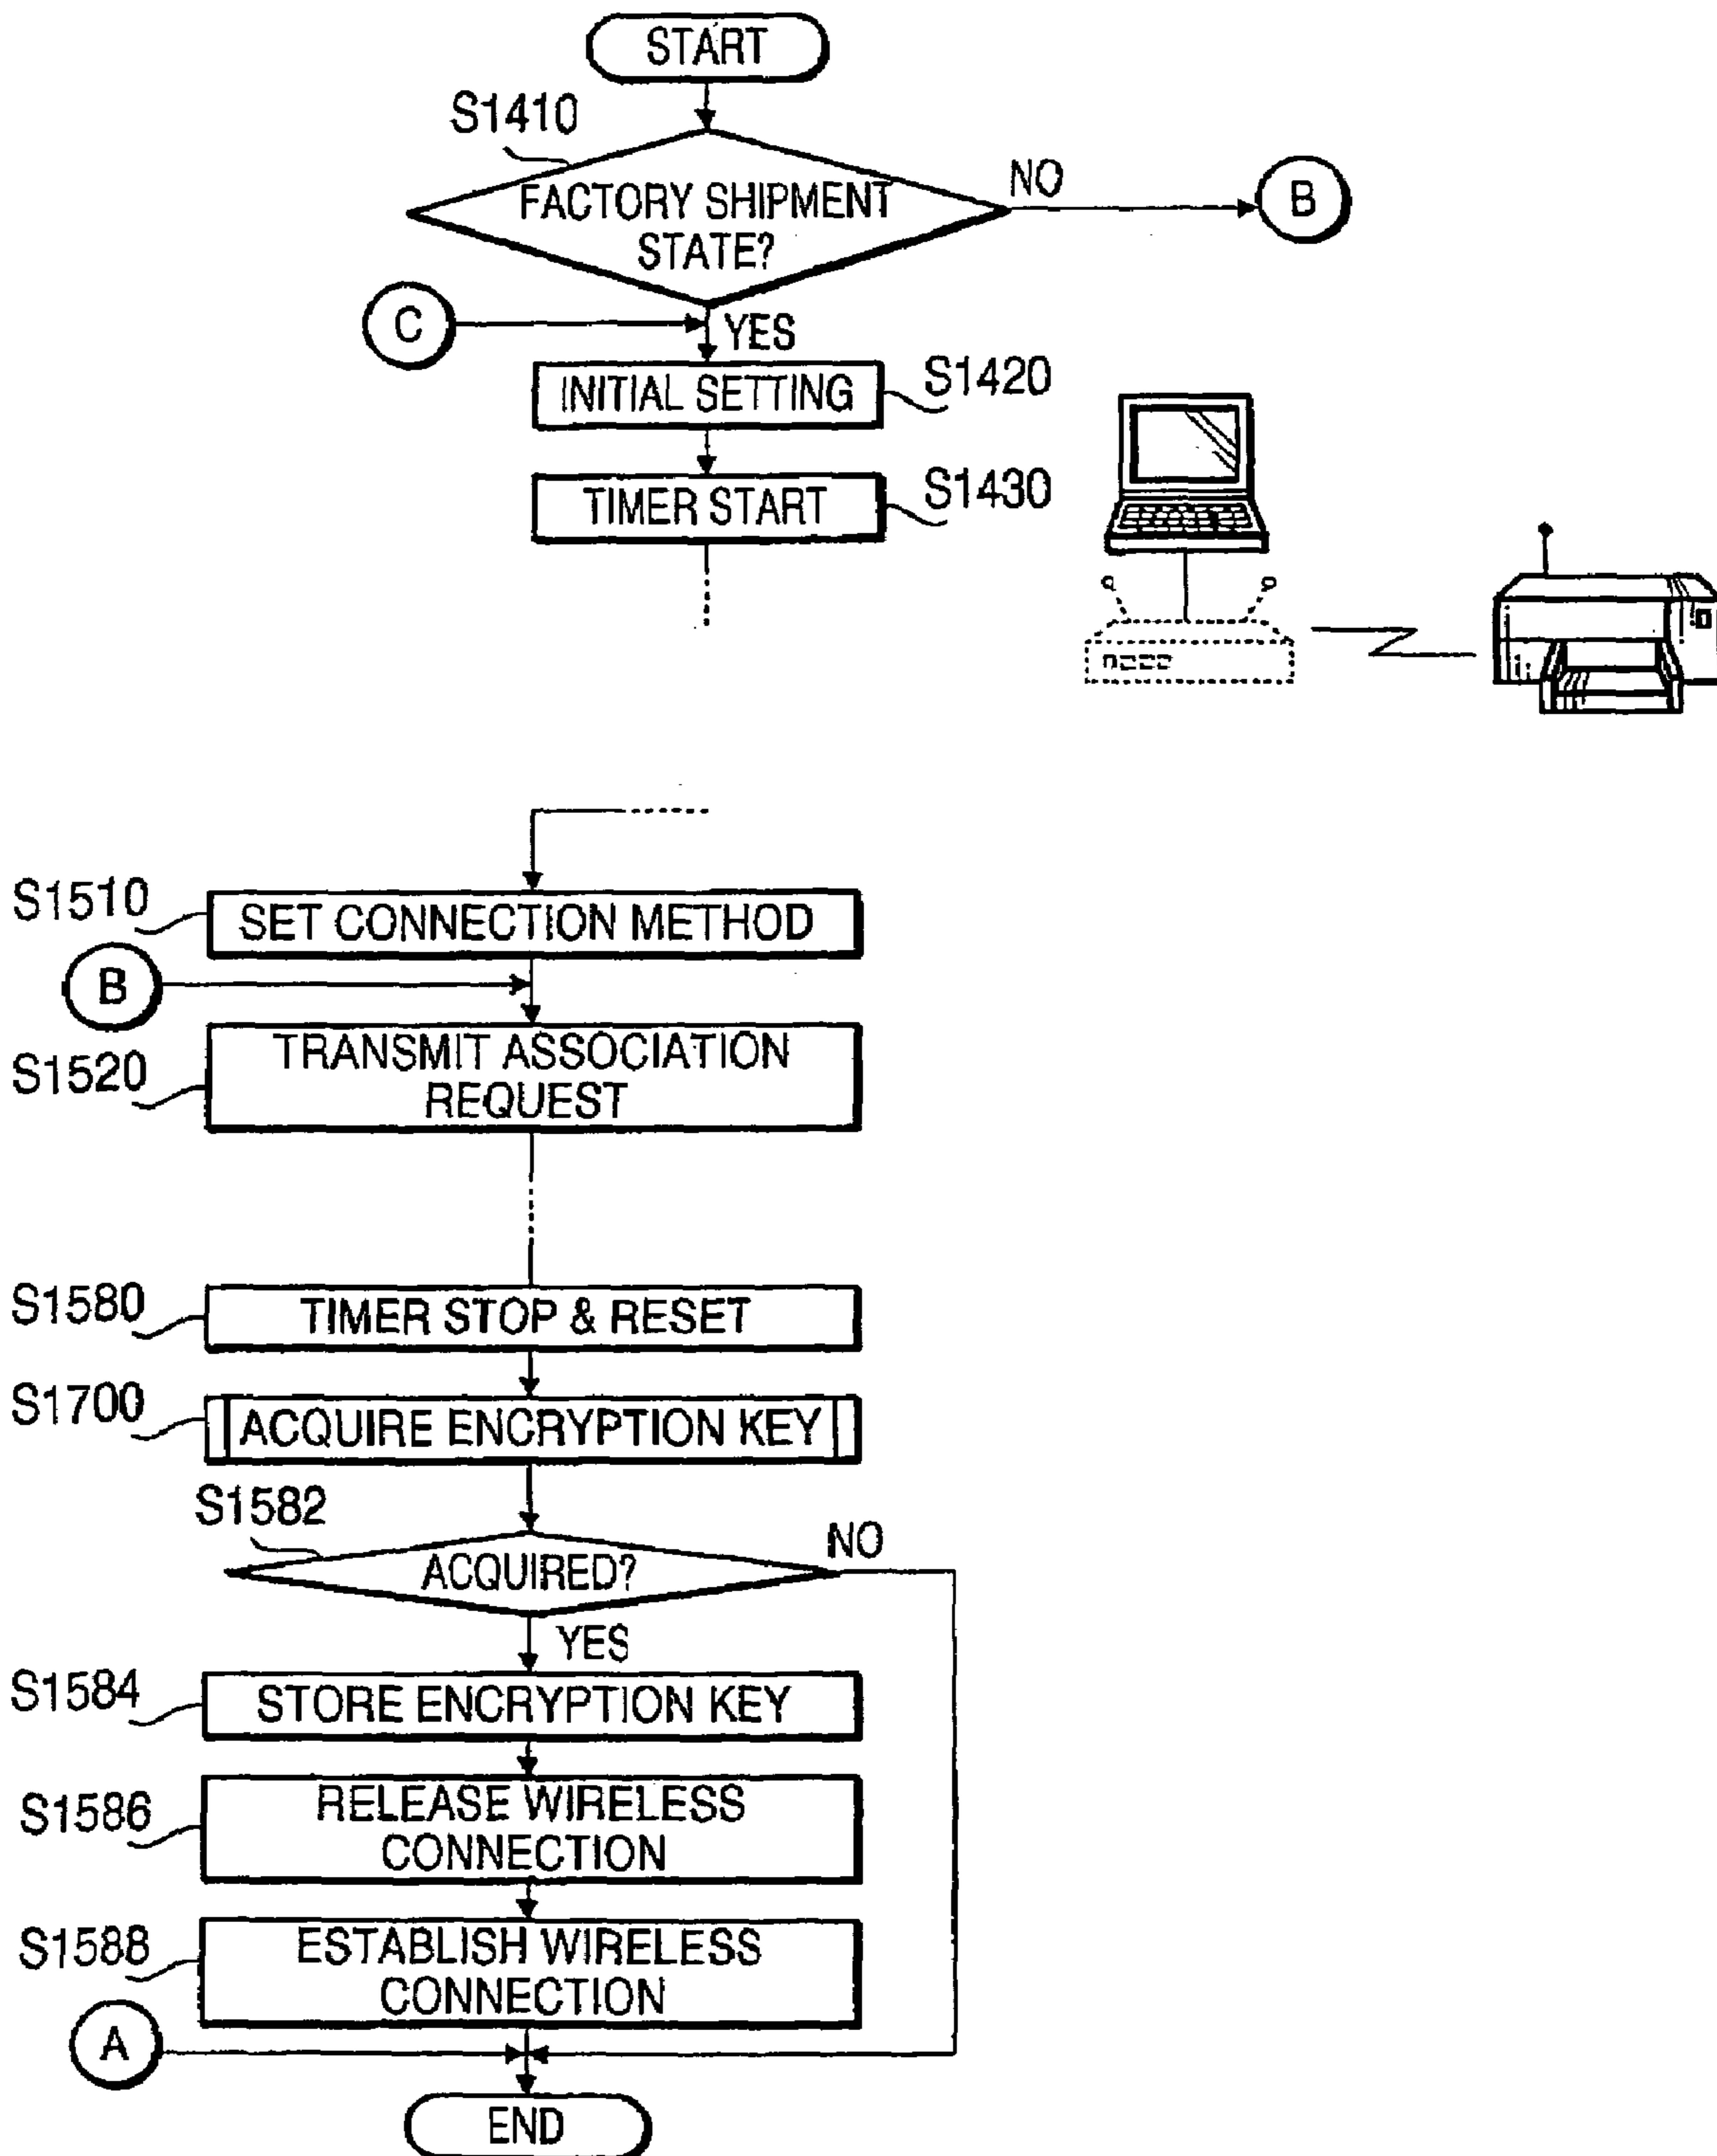 START
S1410
FACTORY SHIPMENT
STATE?
NO
B
C
YES
INITIAL SETTING
S1420
TIMER START
S1430
S1510
SET CONNECTION METHOD
B
S1520
TRANSMIT ASSOCIATION
REQUEST
S1580
TIMER STOP & RESET
S1700
ACQUIRE ENCRYPTION KEY
S1582
ACQUIRED?
NO
YES
S1584
STORE ENCRYPTION KEY
S1586
RELEASE WIRELESS
CONNECTION
S1588
ESTABLISH WIRELESS
CONNECTION
A
END